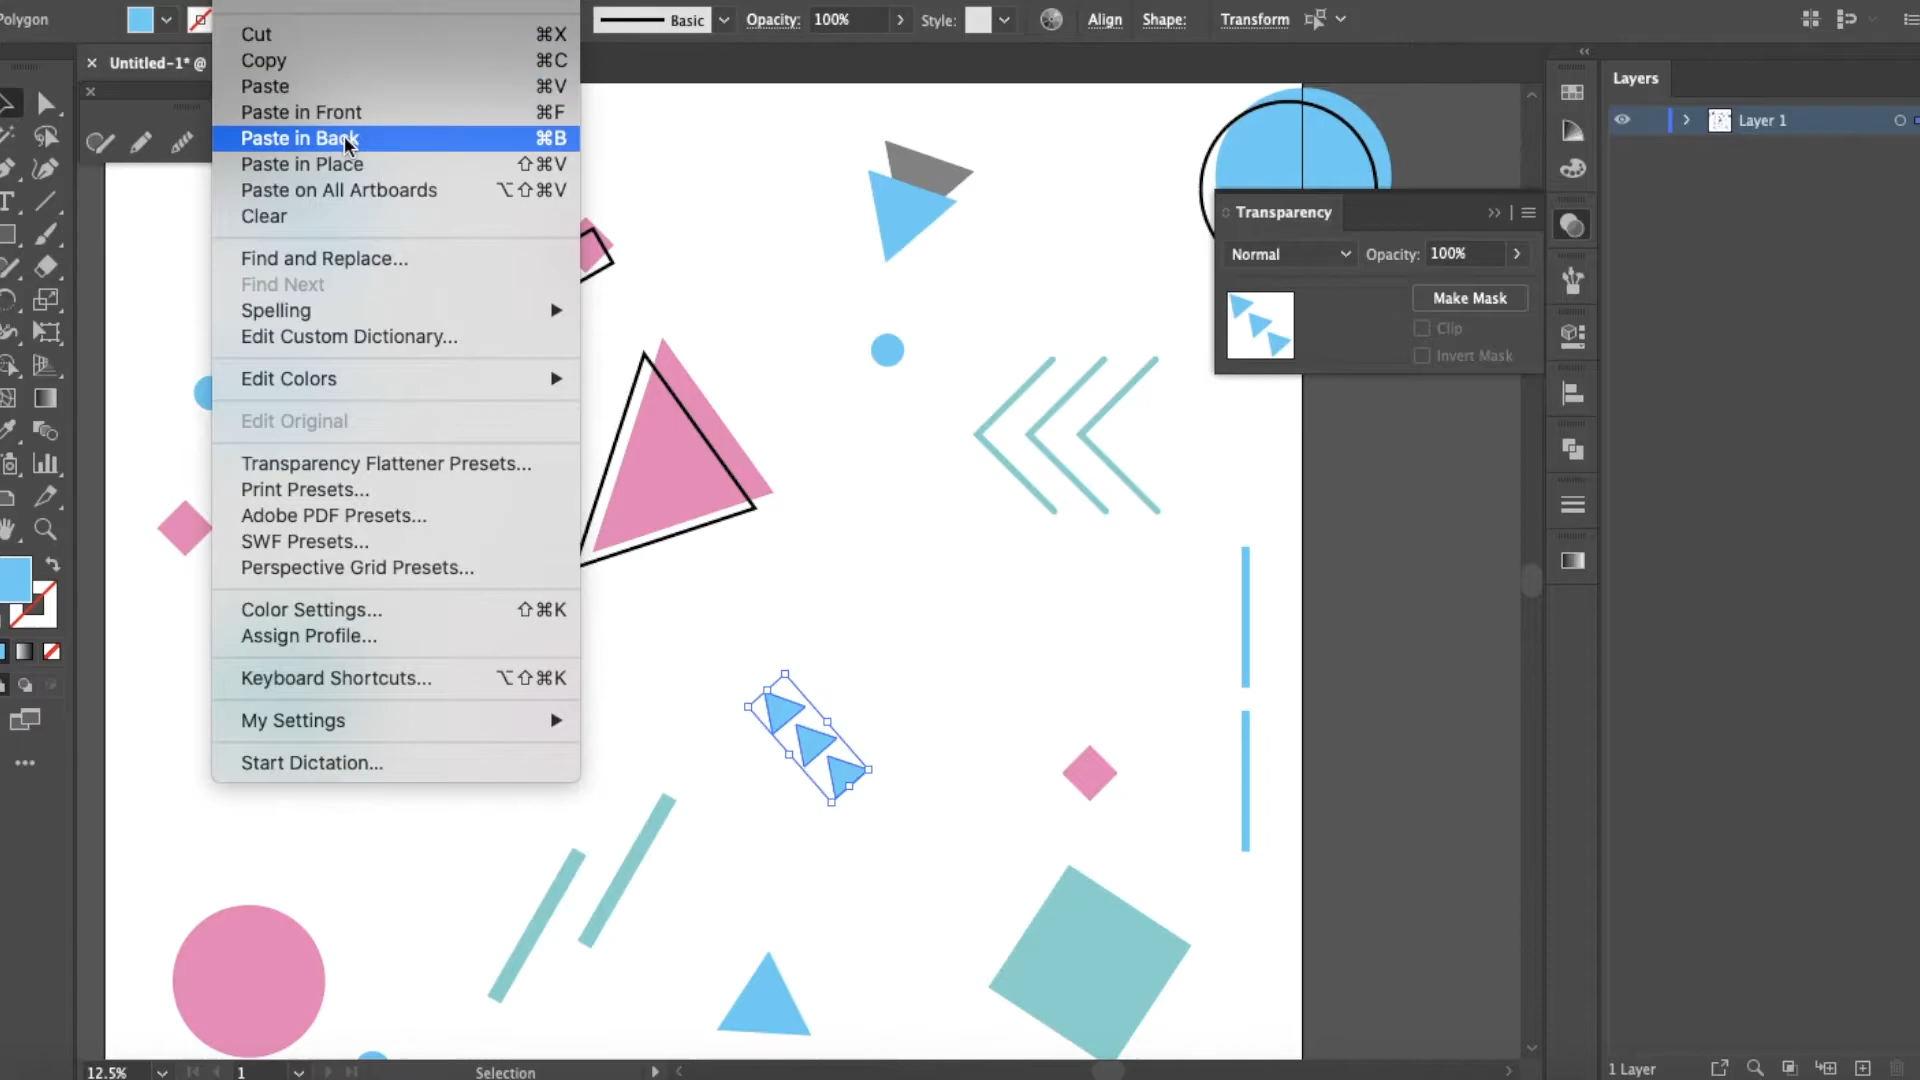 Polygon
Basic
Opacity: 100%
Style:
Align
Shape:
Transform
Untitled-1* @
Cut ⌘X
Copy ⌘C
Paste ⌘V
Paste in Front ⌘F
Paste in Back ⌘B
Paste in Place ⇧⌘V
Paste on All Artboards ⌥⇧⌘V
Clear
Find and Replace...
Find Next
Spelling
Edit Custom Dictionary...
Edit Colors
Edit Original
Transparency Flattener Presets...
Print Presets...
Adobe PDF Presets...
SWF Presets...
Perspective Grid Presets...
Color Settings... ⇧⌘K
Assign Profile...
Keyboard Shortcuts... ⌥⇧⌘K
My Settings
Start Dictation...
Transparency
Normal
Opacity: 100%
Make Mask
Clip
Invert Mask
Layers
Layer 1
12.5%
1
Selection
1 Layer